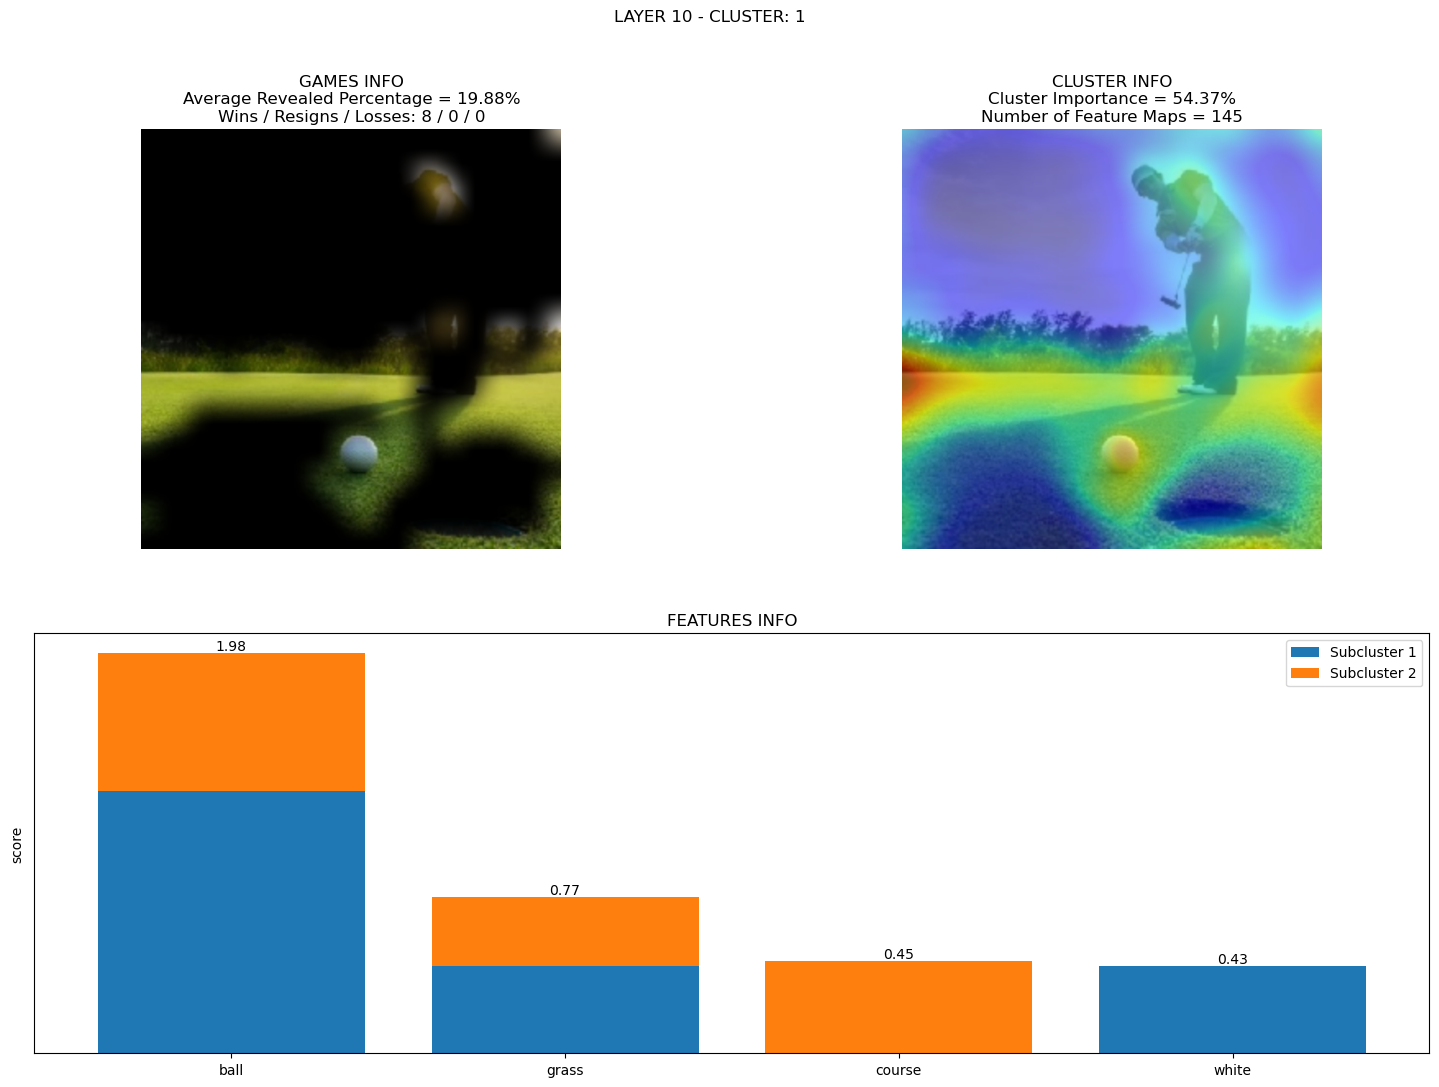 LAYER 10 - CLUSTER: 1
GAMES INFO
Average Revealed Percentage = 19.88%
Wins / Resigns / Losses: 8 / 0 / 0
CLUSTER INFO
Cluster Importance = 54.37%
Number of Feature Maps = 145
FEATURES INFO
score
1.98
0.77
0.45
0.43
Subcluster 1
Subcluster 2
ball
grass
course
white